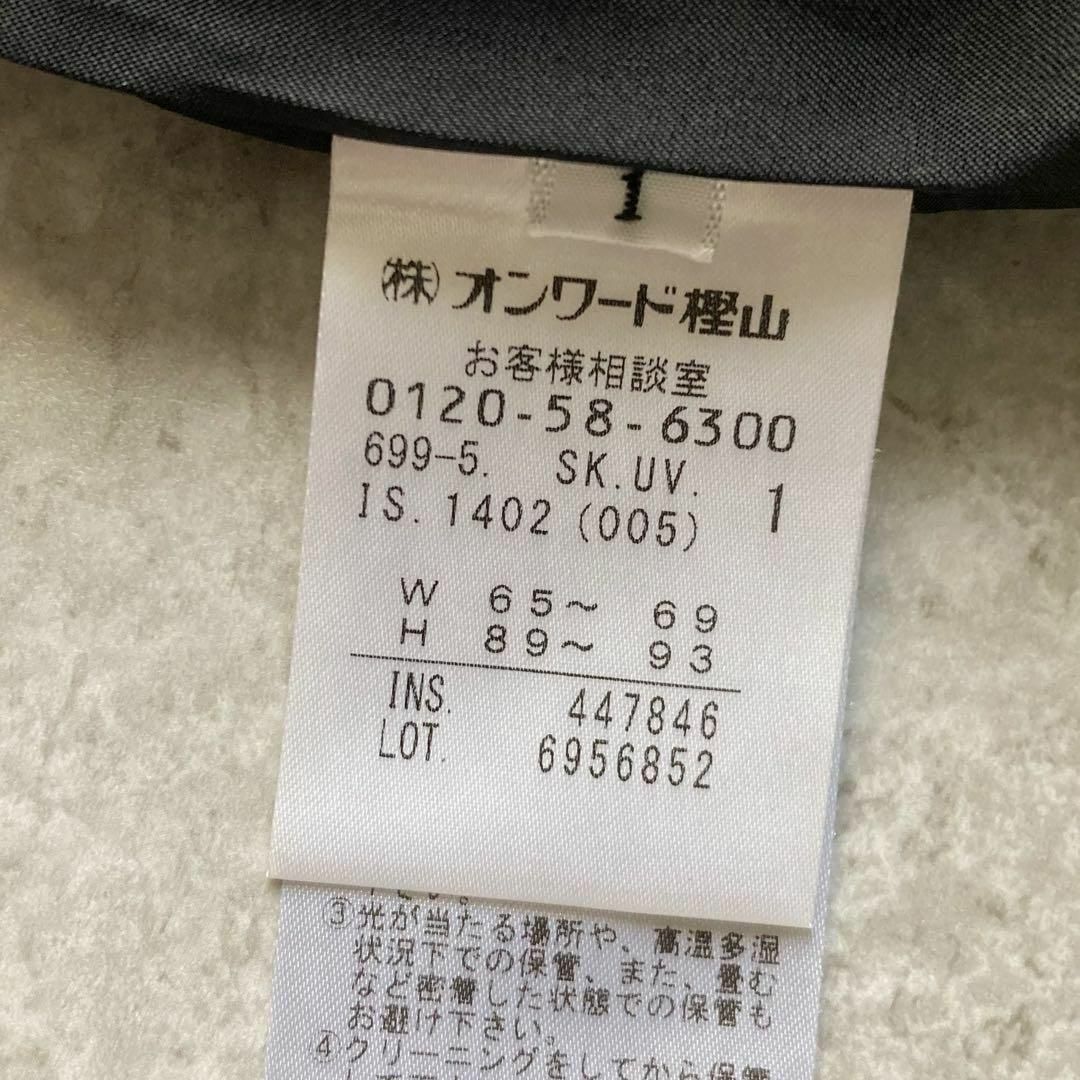 1
㈱オンワード樫山
お客様相談室
0120-58-6300
699-5. SK.UV. 1
IS.1402(005)
W 65～ 69
H 89～ 93
INS. 447846
LOT. 6956852
③光が当たる場所や、高温多湿
状況下での保管、また、畳む
など密着した状態での保管も
お避け下さい。
④クリーニングをしてから保管